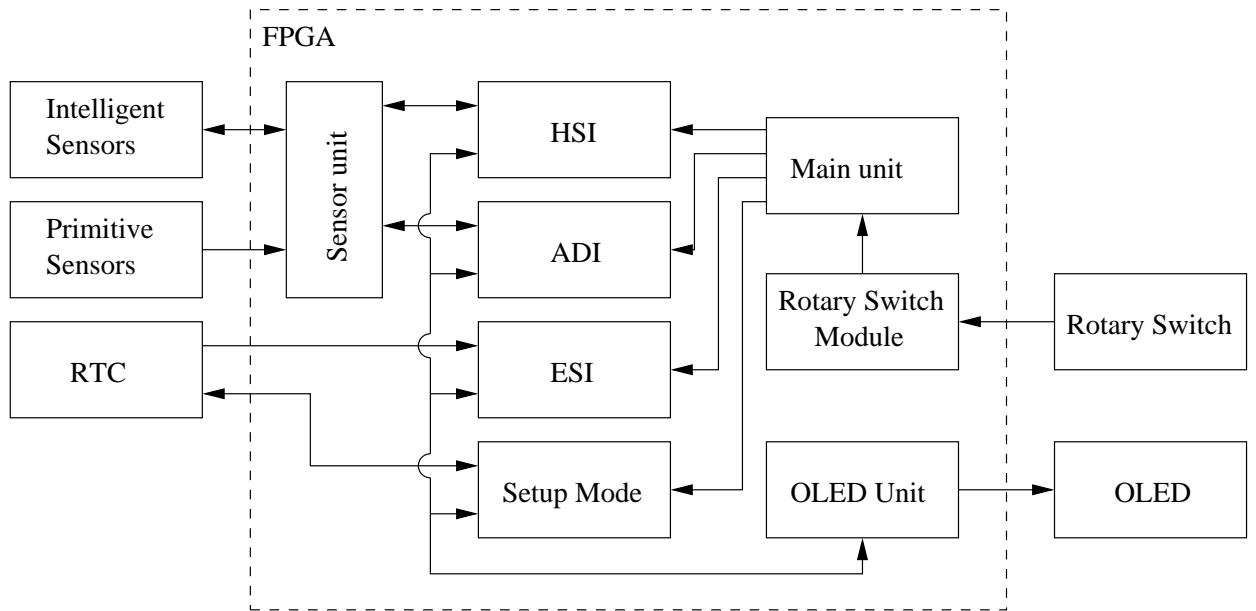 FPGA
Intelligent
Sensors
Sensor unit
HSI
Main unit
Primitive
Sensors
ADI
Rotary Switch
Module
Rotary Switch
RTC
ESI
Setup Mode
OLED Unit
OLED